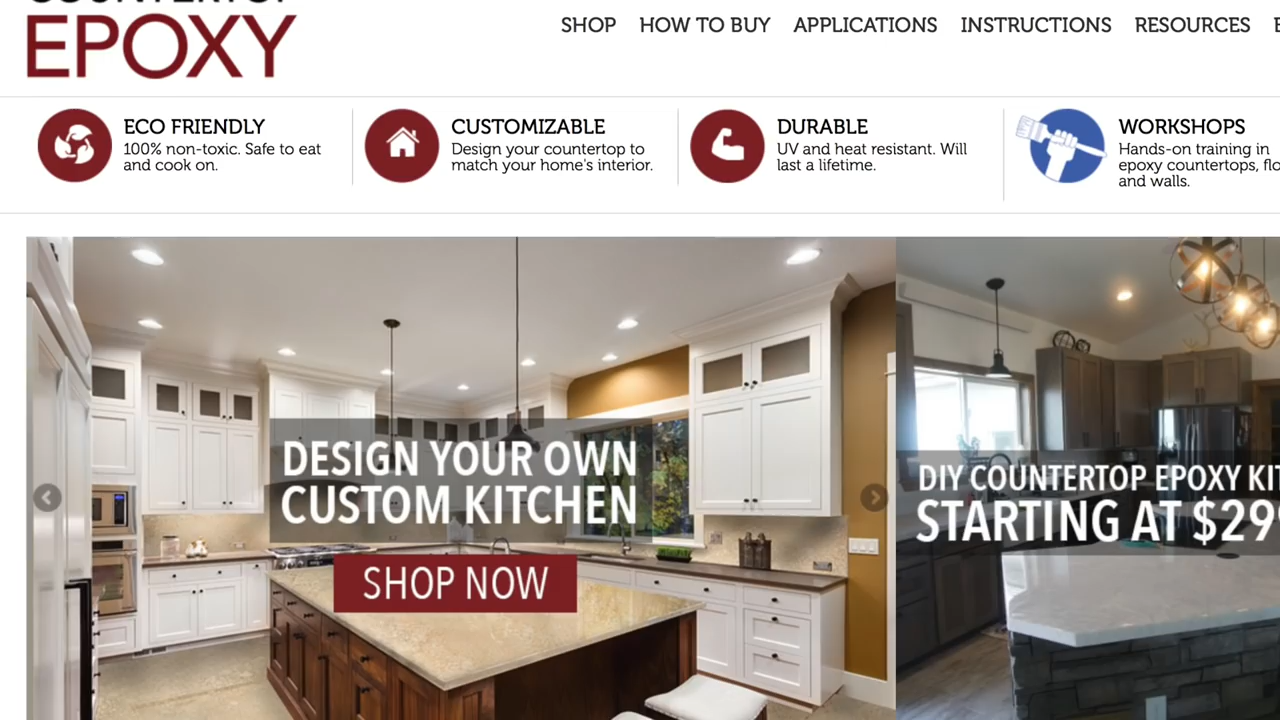 COUNTERTOP
EPOXY
SHOP HOW TO BUY APPLICATIONS INSTRUCTIONS RESOURCES
ECO FRIENDLY
100% non-toxic. Safe to eat
and cook on.
CUSTOMIZABLE
Design your countertop to
match your home's interior.
DURABLE
UV and heat resistant. Will
last a lifetime.
WORKSHOPS
Hands-on training in
epoxy countertops,
and walls.
DESIGN YOUR OWN
CUSTOM KITCHEN
SHOP NOW
DIY COUNTERTOP EPOXY KIT
STARTING AT $29